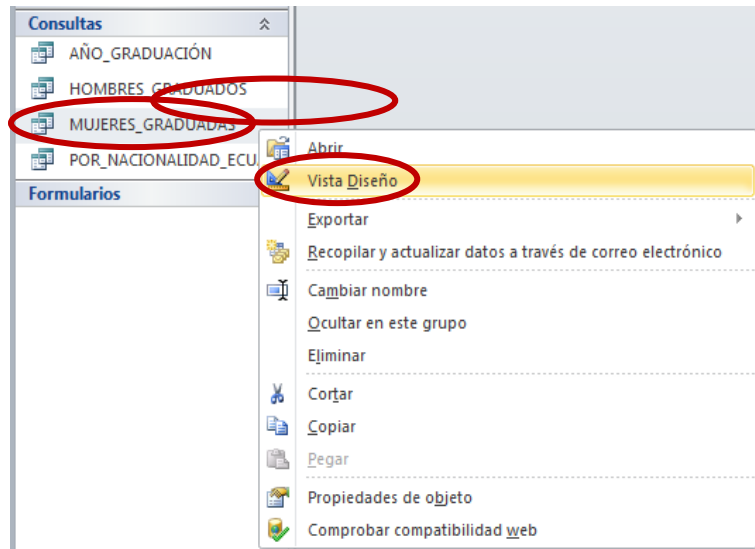 Consultas
AÑO_GRADUACIÓN
HOMBRES_GRADUADOS
MUJERES_GRADUADAS
POR_NACIONALIDAD_ECU
Formularios
Abrir
Vista Diseño
Exportar
Recopilar y actualizar datos a través de correo electrónico
Cambiar nombre
Ocultar en este grupo
Eliminar
Cortar
Copiar
Pegar
Propiedades de objeto
Comprobar compatibilidad web